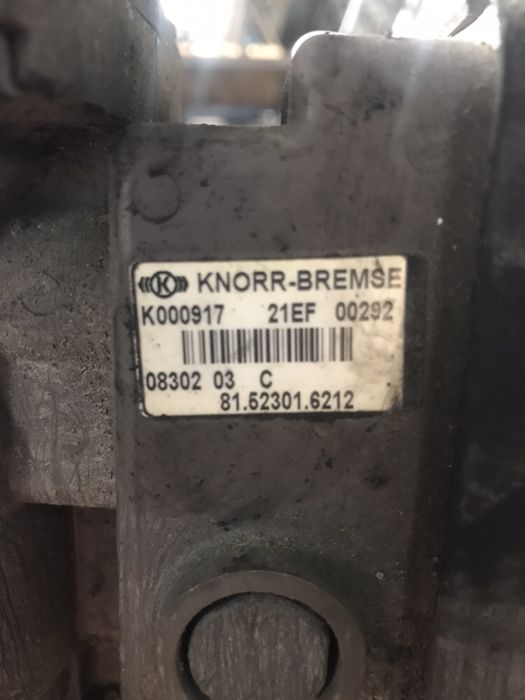 K KNORR-BREMSE
K000917 21EF 00292
08302 03 C
81.52301.6212